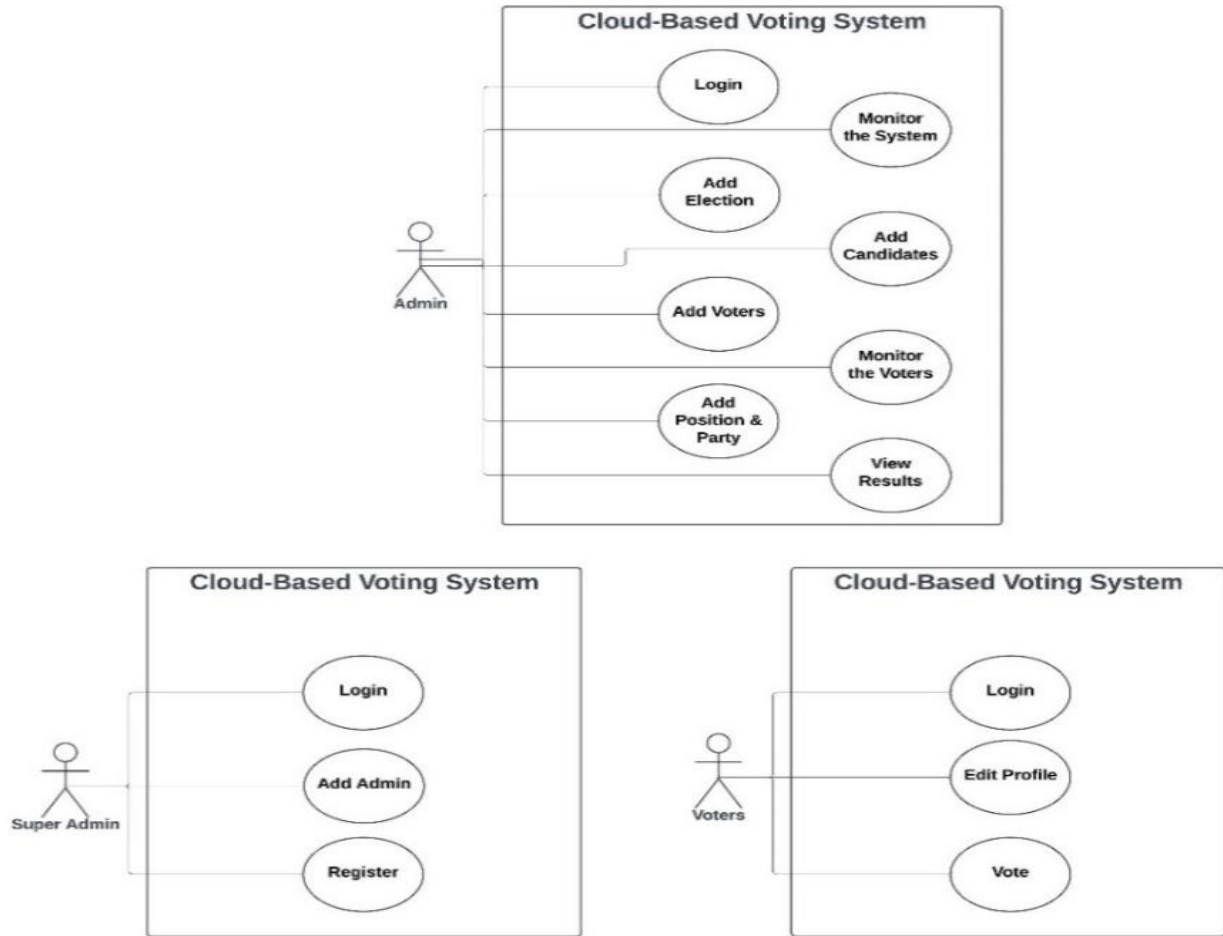 Cloud-Based Voting System
Login
Monitor
the System
Add
Election
Add
Candidates
Admin
Add Voters
Monitor
the Voters
Add
Position &
Party
View
Results
Cloud-Based Voting System
Login
Add Admin
Super Admin
Register
Cloud-Based Voting System
Login
Edit Profile
Voters
Vote